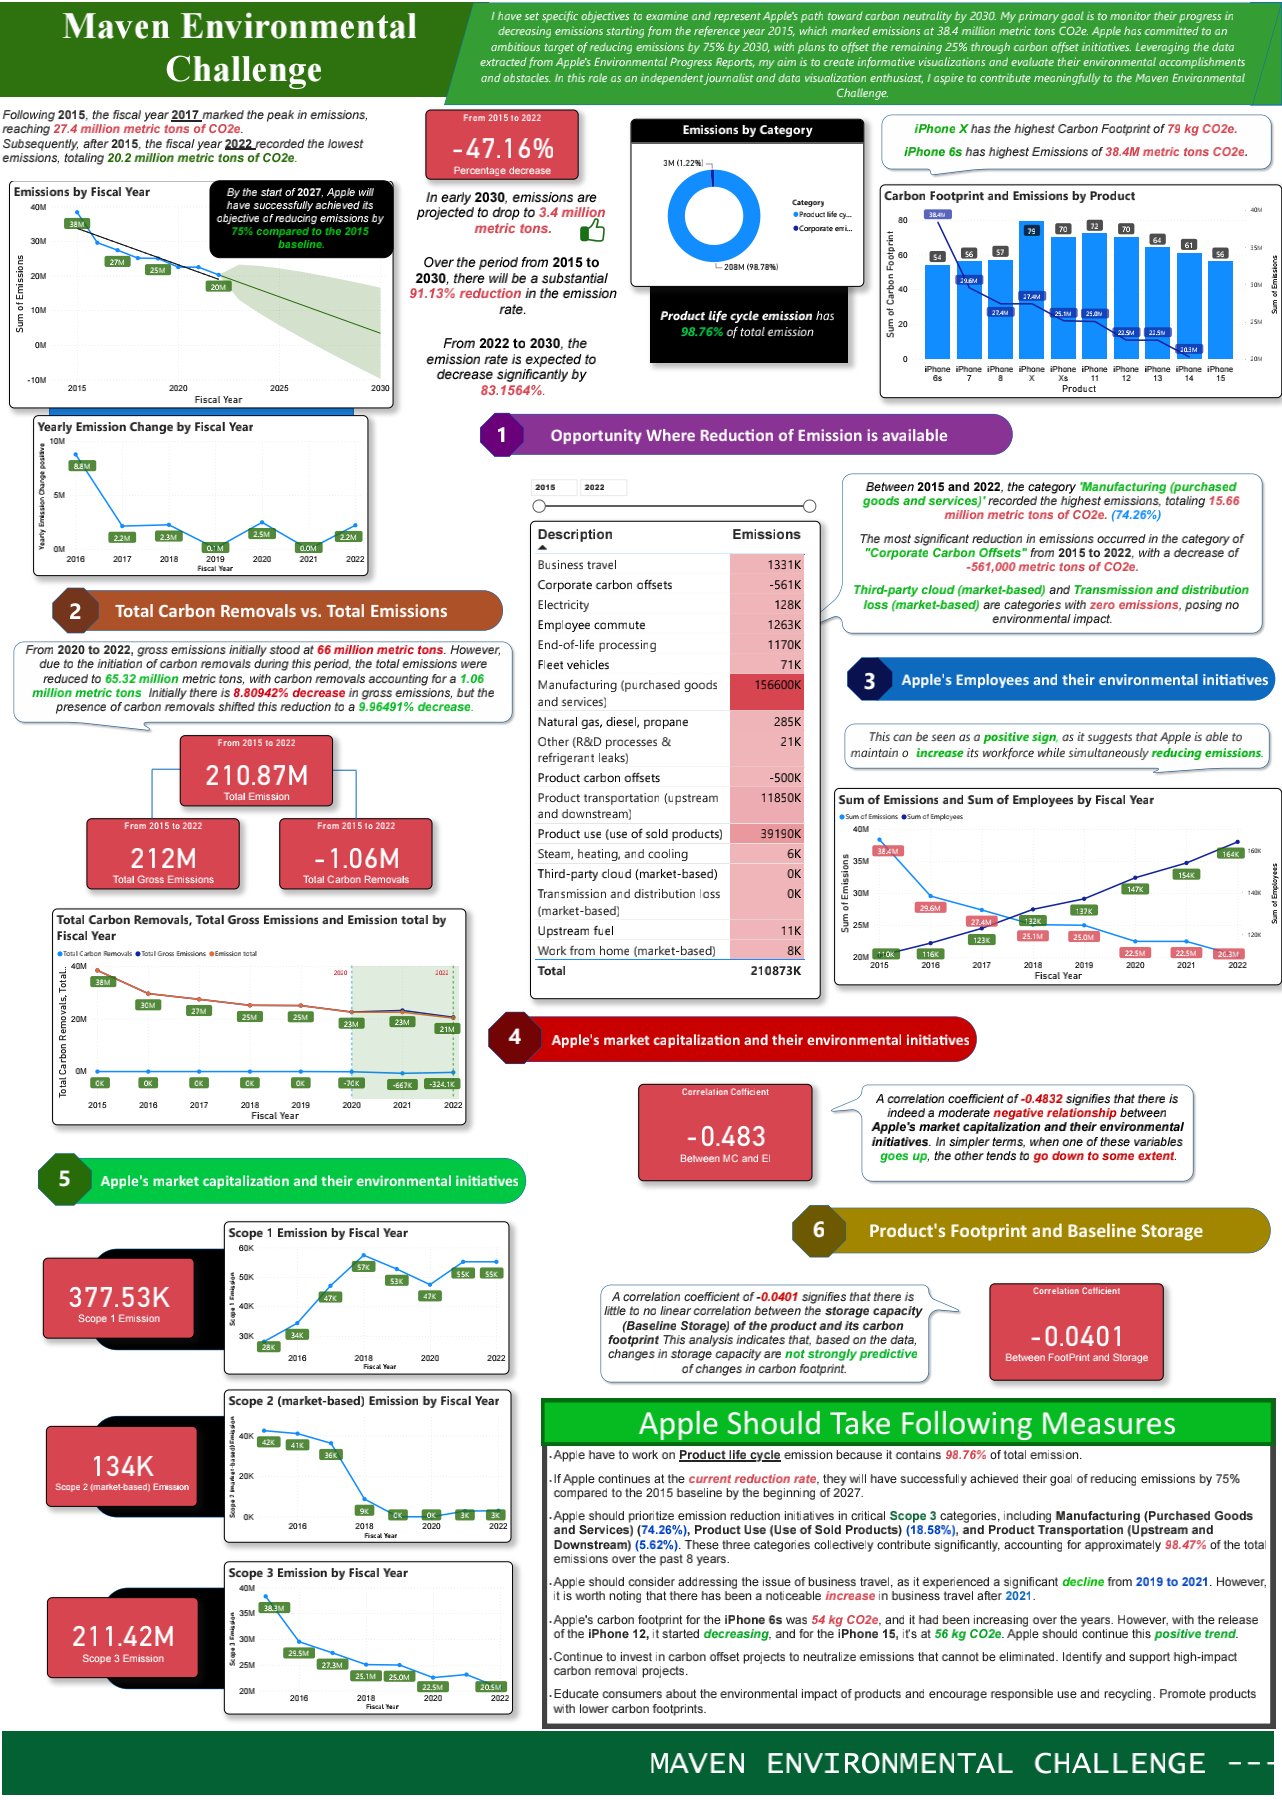 Maven Environmental
Challenge
I have set specific objectives to examine and represent Apple's path toward carbon neutrality by 2030. My primary goal is to monitor their progress in
decreasing emissions starting from the reference year 2015, which marked emissions at 38.4 million metric tons CO2e. Apple has committed to an
ambitious target of reducing emissions by 75% by 2030, with plans to offset the remaining 25% through carbon offset initiatives. Leveraging the data
extracted from Apple's Environmental Progress Reports, my aim is to create informative visualizations and evaluate their environmental accomplishments
and obstacles. In this role as an independent journalist and data visualization enthusiast, I aspire to contribute meaningfully to the Maven Environmental
Challenge.
Following 2015, the fiscal year 2017 marked the peak in emissions,
reaching 27.4 million metric tons of CO2e.
Subsequently, after 2015, the fiscal year 2022 recorded the lowest
emissions, totaling 20.2 million metric tons of CO2e.
Emissions by Fiscal Year
By the start of 2027, Apple will
have successfully achieved its
objective of reducing emissions by
75% compared to the 2015
baseline.
Sum of Emissions
40M
30M
20M
10M
0M
-10M
38M
27M
25M
20M
2015
2020
2025
2030
Fiscal Year
From 2015 to 2022
-47.16%
Percentage decrease
In early 2030, emissions are
projected to drop to 3.4 million
metric tons.
Over the period from 2015 to
2030, there will be a substantial
91.13% reduction in the emission
rate.
From 2022 to 2030, the
emission rate is expected to
decrease significantly by
83.1564%.
Emissions by Category
3M (1.22%)
208M (98.78%)
Category
Product life cy...
Corporate emi...
Product life cycle emission has
98.76% of total emission
iPhone X has the highest Carbon Footprint of 79 kg CO2e.
iPhone 6s has highest Emissions of 38.4M metric tons CO2e.
Carbon Footprint and Emissions by Product
Sum of Carbon Footprint
80
60
40
20
0
54
56
57
79
70
72
70
64
61
56
38.4M
29.6M
27.4M
27.4M
25.1M
25.0M
22.5M
22.5M
20.3M
40M
35M
30M
25M
20M
Sum of Emissions
iPhone 6s
iPhone 7
iPhone 8
iPhone X
iPhone Xs
iPhone 11
iPhone 12
iPhone 13
iPhone 14
iPhone 15
Product
Yearly Emission Change by Fiscal Year
Yearly Emission Change positive
10M
5M
0M
8.8M
2.2M
2.3M
0.1M
2.5M
0.0M
2.2M
2016
2017
2018
2019
2020
2021
2022
Fiscal Year
1
Opportunity Where Reduction of Emission is available
2015
2022
Description Emissions
Business travel 1331K
Corporate carbon offsets -561K
Electricity 128K
Employee commute 1263K
End-of-life processing 1170K
Fleet vehicles 71K
Manufacturing (purchased goods 156600K
and services)
Natural gas, diesel, propane 285K
Other (R&D processes & 21K
refrigerant leaks)
Product carbon offsets -500K
Product transportation (upstream 11850K
and downstream)
Product use (use of sold products) 39190K
Steam, heating, and cooling 6K
Third-party cloud (market-based) 0K
Transmission and distribution loss 0K
(market-based)
Upstream fuel 11K
Work from home (market-based) 8K
Total 210873K
Between 2015 and 2022, the category 'Manufacturing (purchased
goods and services)' recorded the highest emissions, totaling 15.66
million metric tons of CO2e. (74.26%)
The most significant reduction in emissions occurred in the category of
"Corporate Carbon Offsets" from 2015 to 2022, with a decrease of
-561,000 metric tons of CO2e.
Third-party cloud (market-based) and Transmission and distribution
loss (market-based) are categories with zero emissions, posing no
environmental impact.
2
Total Carbon Removals vs. Total Emissions
From 2020 to 2022, gross emissions initially stood at 66 million metric tons. However,
due to the initiation of carbon removals during this period, the total emissions were
reduced to 65.32 million metric tons, with carbon removals accounting for a 1.06
million metric tons Initially there is 8.80942% decrease in gross emissions, but the
presence of carbon removals shifted this reduction to a 9.96491% decrease.
From 2015 to 2022
210.87M
Total Emission
From 2015 to 2022
212M
Total Gross Emissions
From 2015 to 2022
-1.06M
Total Carbon Removals
Total Carbon Removals, Total Gross Emissions and Emission total by
Fiscal Year
Total Carbon Removals Total Gross Emissions Emission total
Total Carbon Removals, Total...
40M
20M
0M
2020
2022
38M
30M
27M
25M
25M
23M
23M
21M
0K
0K
0K
0K
0K
-70K
-667K
-324.1K
2015
2016
2017
2018
2019
2020
2021
2022
Fiscal Year
3
Apple's Employees and their environmental initiatives
This can be seen as a positive sign, as it suggests that Apple is able to
maintain o increase its workforce while simultaneously reducing emissions.
Sum of Emissions and Sum of Employees by Fiscal Year
Sum of Emissions Sum of Employees
Sum of Emissions
40M
35M
30M
25M
20M
38.4M
29.6M
27.4M
25.1M
25.0M
22.5M
22.5M
20.3M
110K
116K
123K
132K
137K
147K
154K
164K
160K
140K
120K
Sum of Employees
2015
2016
2017
2018
2019
2020
2021
2022
Fiscal Year
4
Apple's market capitalization and their environmental initiatives
Correlation Cofficient
-0.483
Between MC and EI
A correlation coefficient of -0.4832 signifies that there is
indeed a moderate negative relationship between
Apple's market capitalization and their environmental
initiatives. In simpler terms, when one of these variables
goes up, the other tends to go down to some extent.
5
Apple's market capitalization and their environmental initiatives
377.53K
Scope 1 Emission
Scope 1 Emission by Fiscal Year
Scope 1 Emission
60K
50K
40K
30K
28K
34K
47K
57K
53K
47K
55K
55K
2016
2018
2020
2022
Fiscal Year
134K
Scope 2 (market-based) Emission
Scope 2 (market-based) Emission by Fiscal Year
Scope 2 (market-based) Emission
40K
20K
0K
42K
41K
36K
9K
0K
0K
3K
3K
2016
2018
2020
2022
Fiscal Year
211.42M
Scope 3 Emission
Scope 3 Emission by Fiscal Year
Scope 3 Emission
40M
35M
30M
25M
20M
38.3M
29.5M
27.3M
25.1M
25.0M
22.5M
20.5M
2016
2018
2020
2022
Fiscal Year
6
Product's Footprint and Baseline Storage
A correlation coefficient of -0.0401 signifies that there is
little to no linear correlation between the storage capacity
(Baseline Storage) of the product and its carbon
footprint This analysis indicates that, based on the data,
changes in storage capacity are not strongly predictive
of changes in carbon footprint.
Correlation Cofficient
-0.0401
Between FootPrint and Storage
Apple Should Take Following Measures
Apple have to work on Product life cycle emission because it contains 98.76% of total emission.
If Apple continues at the current reduction rate, they will have successfully achieved their goal of reducing emissions by 75%
compared to the 2015 baseline by the beginning of 2027.
Apple should prioritize emission reduction initiatives in critical Scope 3 categories, including Manufacturing (Purchased Goods
and Services) (74.26%), Product Use (Use of Sold Products) (18.58%), and Product Transportation (Upstream and
Downstream) (5.62%). These three categories collectively contribute significantly, accounting for approximately 98.47% of the total
emissions over the past 8 years.
Apple should consider addressing the issue of business travel, as it experienced a significant decline from 2019 to 2021. However,
it is worth noting that there has been a noticeable increase in business travel after 2021.
Apple's carbon footprint for the iPhone 6s was 54 kg CO2e, and it had been increasing over the years. However, with the release
of the iPhone 12, it started decreasing, and for the iPhone 15, it's at 56 kg CO2e. Apple should continue this positive trend.
Continue to invest in carbon offset projects to neutralize emissions that cannot be eliminated. Identify and support high-impact
carbon removal projects.
Educate consumers about the environmental impact of products and encourage responsible use and recycling. Promote products
with lower carbon footprints.
MAVEN ENVIRONMENTAL CHALLENGE ---